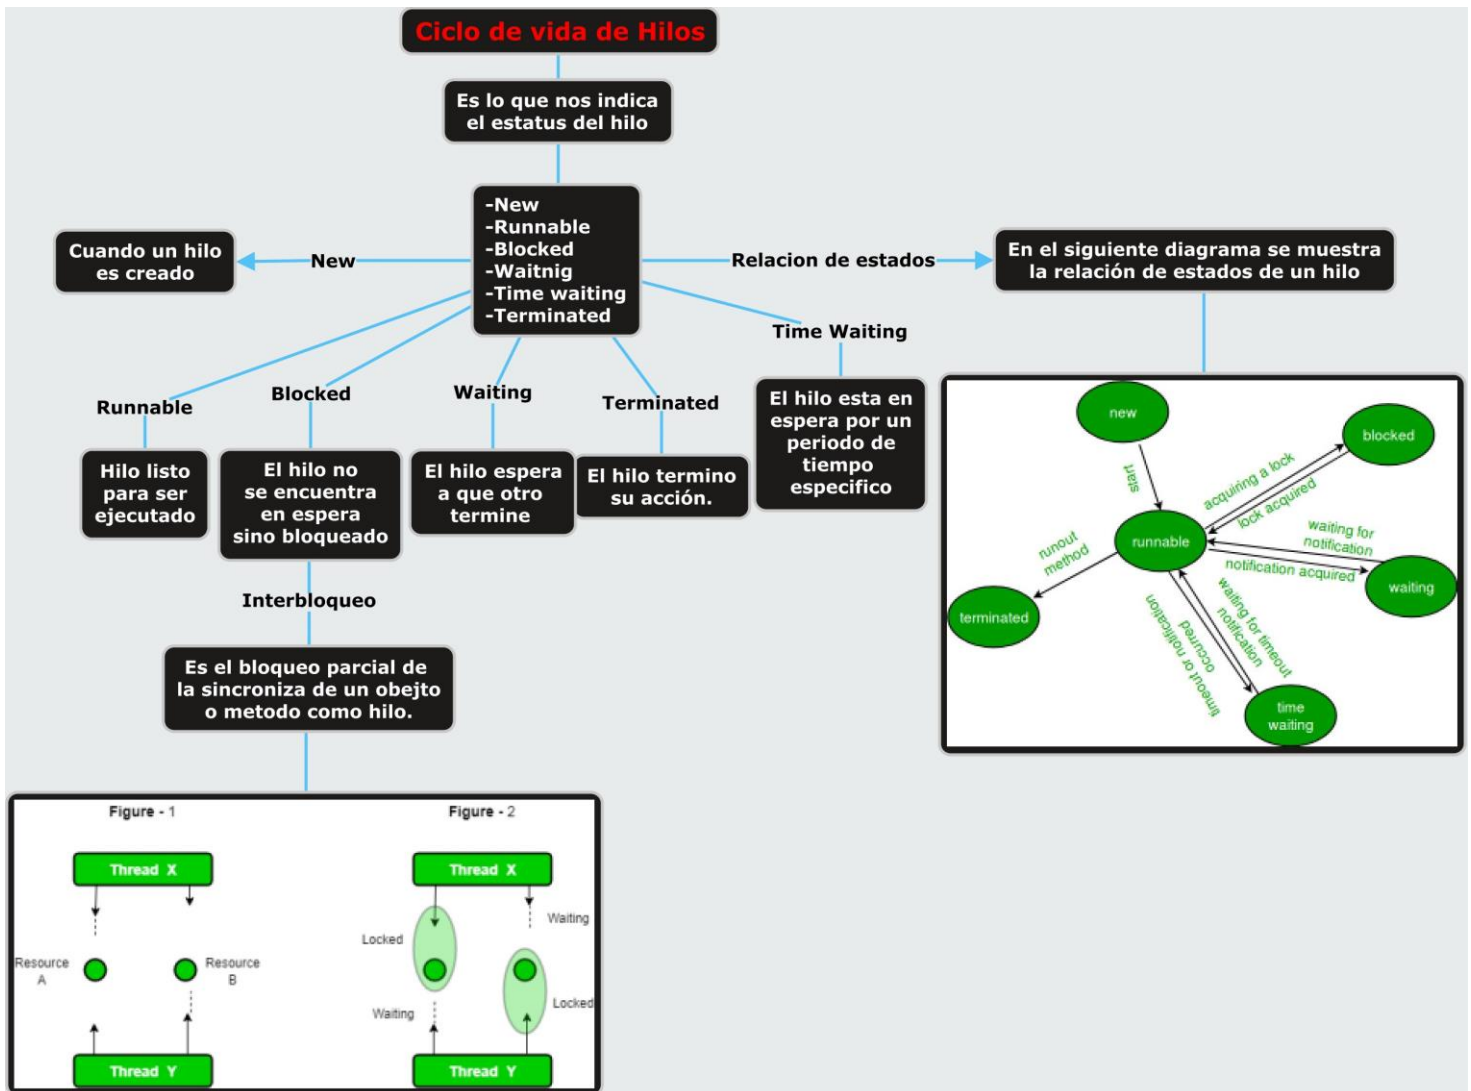 Ciclo de vida de Hilos
Es lo que nos indica
el estatus del hilo
-New
-Runnable
-Blocked
-Waitnig
-Time waiting
-Terminated
New
Cuando un hilo
es creado
Relacion de estados
En el siguiente diagrama se muestra
la relación de estados de un hilo
Runnable
Hilo listo
para ser
ejecutado
Blocked
El hilo no
se encuentra
en espera
sino bloqueado
Waiting
El hilo espera
a que otro
termine
Terminated
El hilo termino
su acción.
Time Waiting
El hilo esta en
espera por un
periodo de
tiempo
especifico
Interbloqueo
Es el bloqueo parcial de
la sincroniza de un obejto
o metodo como hilo.
new
blocked
start
acquiring a lock
lock acquired
runnable
waiting for
notification
notification acquired
waiting
runout
method
terminated
waiting for timeout
notification
timeout or notification
occurred
time
waiting
Figure - 1
Thread X
Resource
A
Resource
B
Thread Y
Figure - 2
Thread X
Waiting
Locked
Waiting
Locked
Thread Y